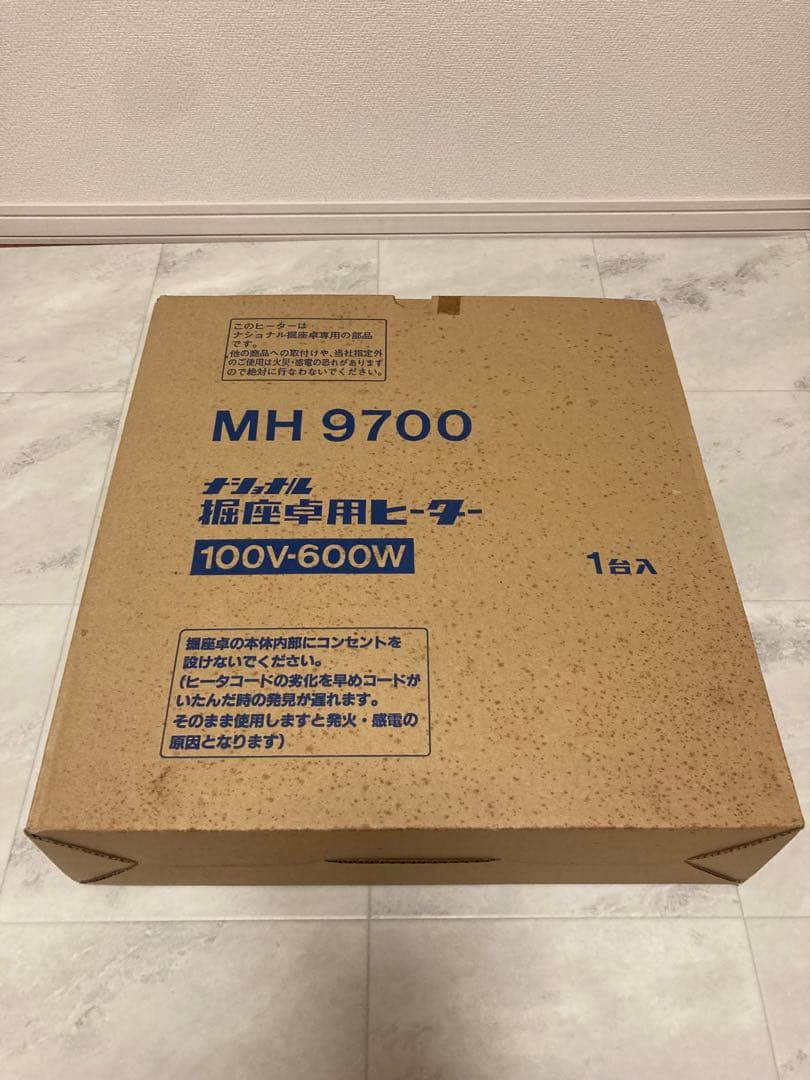 このヒーターは
ナショナル掘座卓専用の部品
です。
他の商品への取付けや、当社指定外
のご使用は火災・感電の恐れがあります
ので絶対に行なわないでください。
MH 9700
ナショナル
掘座卓用ヒーター
100V-600W
1台入
掘座卓の本体内部にコンセントを
設けないでください。
(ヒータコードの劣化を早めコードが
いたんだ時の発見が遅れます。
そのまま使用しますと発火・感電の
原因となります)